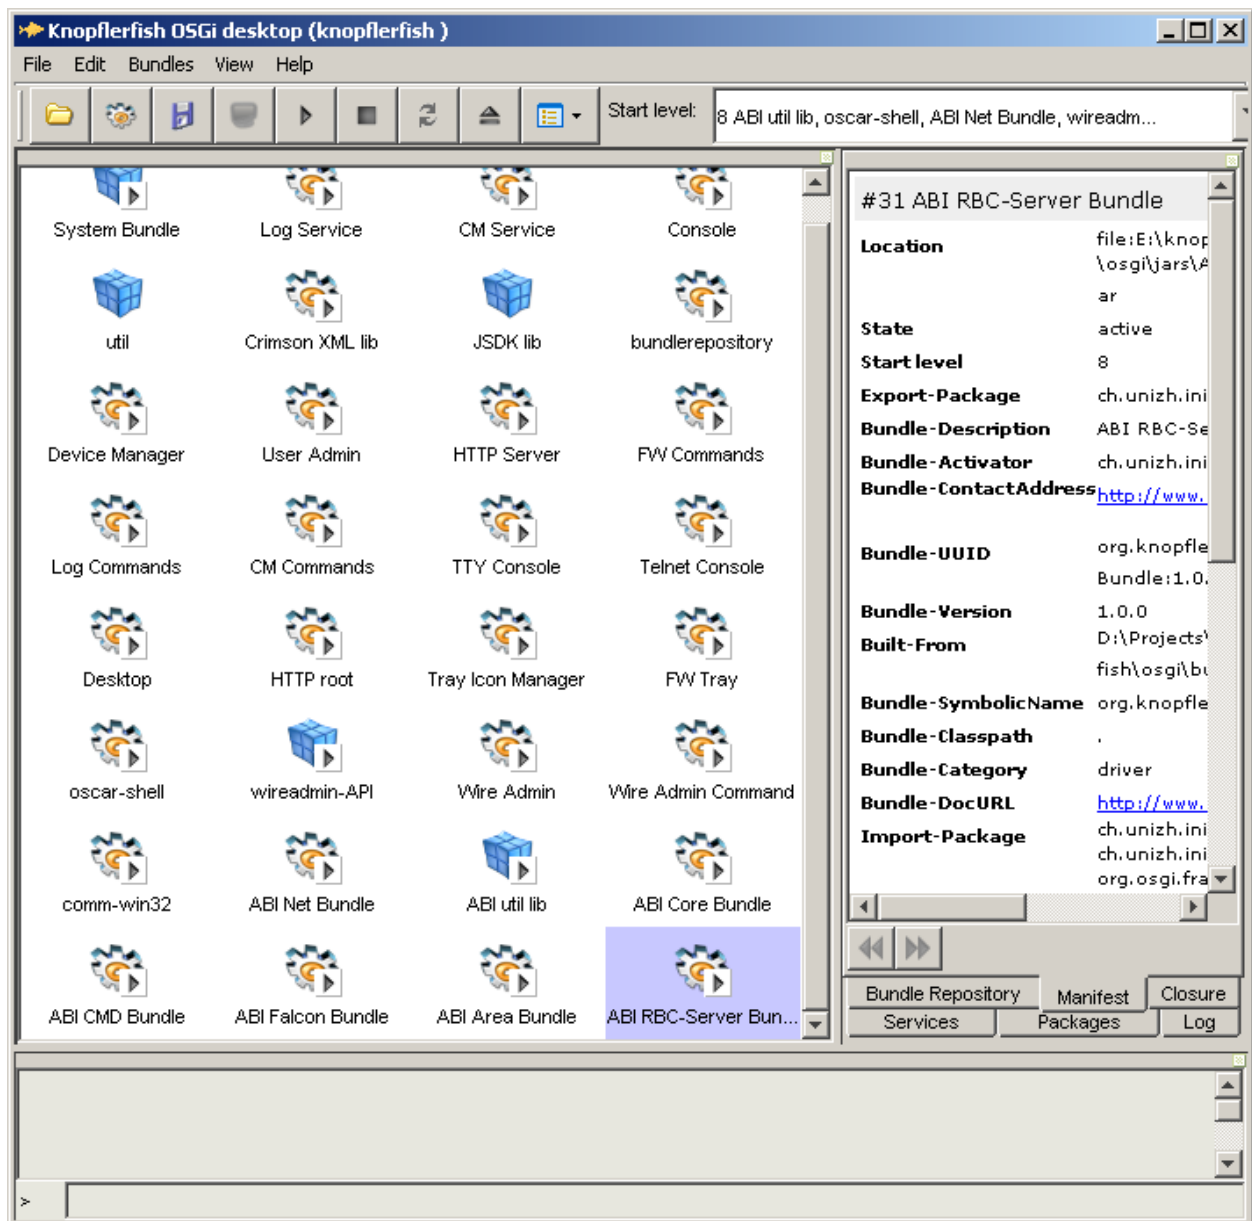 Knopflerfish OSGi desktop (knopflerfish )
File Edit Bundles View Help
Start level: 8 ABI util lib, oscar-shell, ABI Net Bundle, wireadm...
System Bundle Log Service CM Service Console
util Crimson XML lib JSDK lib bundlerepository
Device Manager User Admin HTTP Server FW Commands
Log Commands CM Commands TTY Console Telnet Console
Desktop HTTP root Tray Icon Manager FW Tray
oscar-shell wireadmin-API Wire Admin Wire Admin Command
comm-win32 ABI Net Bundle ABI util lib ABI Core Bundle
ABI CMD Bundle ABI Falcon Bundle ABI Area Bundle ABI RBC-Server Bun...
#31 ABI RBC-Server Bundle
Location file:E:\knop
\osgi\jars\A
ar
State active
Start level 8
Export-Package ch.unizh.ini
Bundle-Description ABI RBC-Se
Bundle-Activator ch.unizh.ini
Bundle-ContactAddress http://www.
Bundle-UUID org.knopfle
Bundle:1.0.
Bundle-Version 1.0.0
Built-From D:\Projects\
fish\osgi\bu
Bundle-SymbolicName org.knopfle
Bundle-Classpath .
Bundle-Category driver
Bundle-DocURL http://www.
Import-Package ch.unizh.ini
ch.unizh.ini
org.osgi.fra
Bundle Repository Manifest Closure
Services Packages Log
>